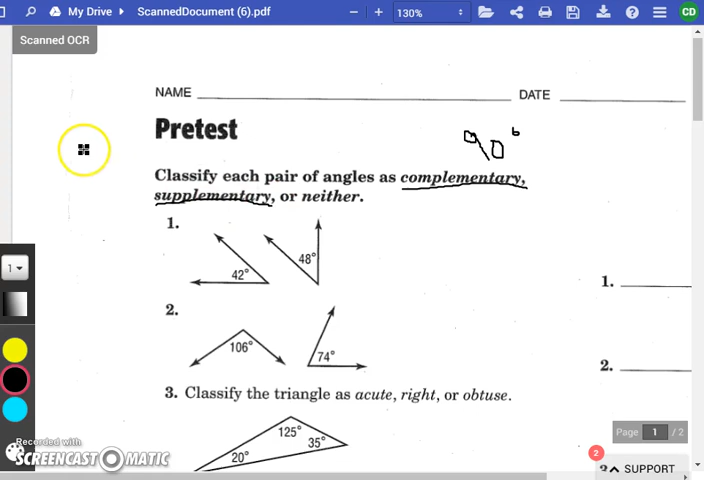 My Drive ScannedDocument (6).pdf 130% CD
Scanned OCR
NAME DATE
Pretest
90°
Classify each pair of angles as complementary,
supplementary, or neither.
1.
42° 48°
1.
2.
106° 74°
2.
3. Classify the triangle as acute, right, or obtuse.
125° 35°
20°
1
Page 1 / 2
Recorded with
SCREENCAST O MATIC
2
SUPPORT